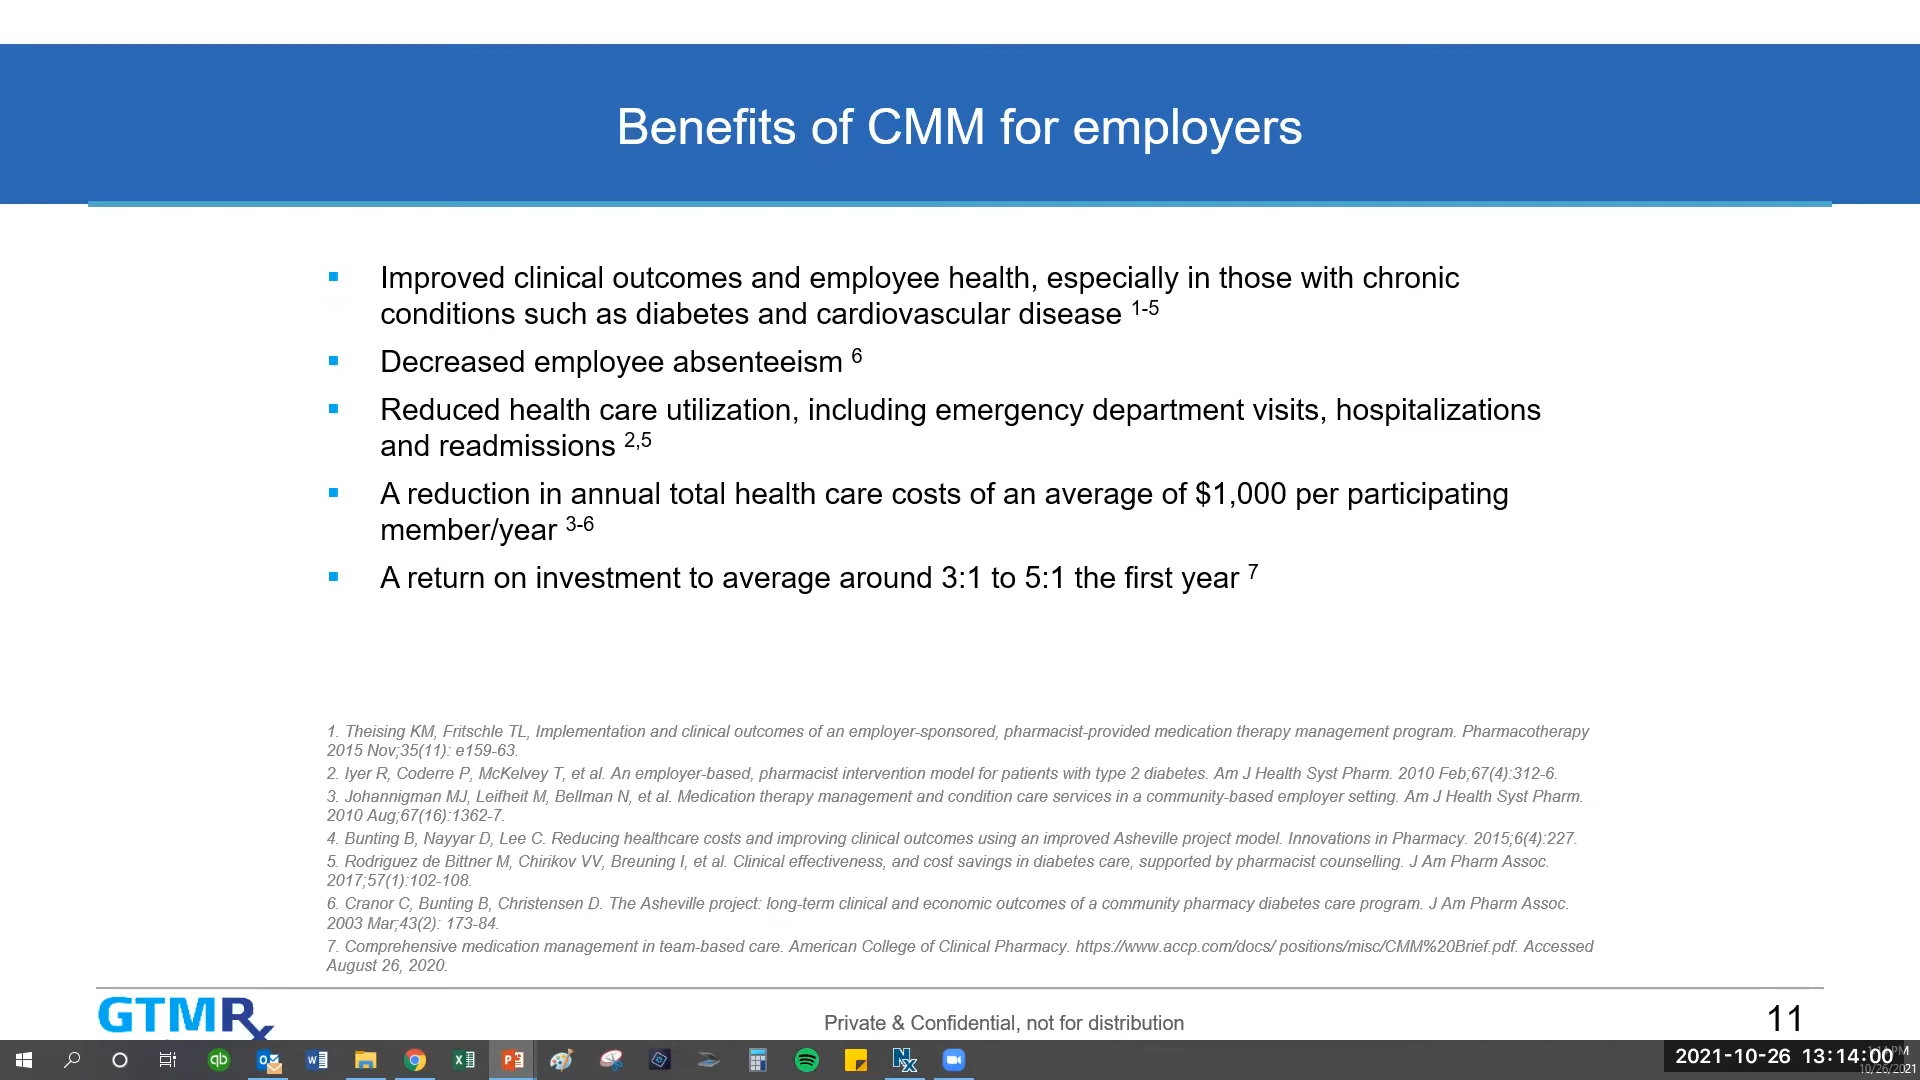 Benefits of CMM for employers
▪ Improved clinical outcomes and employee health, especially in those with chronic
conditions such as diabetes and cardiovascular disease 1-5
▪ Decreased employee absenteeism 6
▪ Reduced health care utilization, including emergency department visits, hospitalizations
and readmissions 2,5
▪ A reduction in annual total health care costs of an average of $1,000 per participating
member/year 3-6
▪ A return on investment to average around 3:1 to 5:1 the first year 7
1. Theising KM, Fritschle TL, Implementation and clinical outcomes of an employer-sponsored, pharmacist-provided medication therapy management program. Pharmacotherapy
2015 Nov;35(11): e159-63.
2. Iyer R, Coderre P, McKelvey T, et al. An employer-based, pharmacist intervention model for patients with type 2 diabetes. Am J Health Syst Pharm. 2010 Feb;67(4):312-6.
3. Johannigman MJ, Leifheit M, Bellman N, et al. Medication therapy management and condition care services in a community-based employer setting. Am J Health Syst Pharm.
2010 Aug;67(16):1362-7.
4. Bunting B, Nayyar D, Lee C. Reducing healthcare costs and improving clinical outcomes using an improved Asheville project model. Innovations in Pharmacy. 2015;6(4):227.
5. Rodriguez de Bittner M, Chirikov VV, Breuning I, et al. Clinical effectiveness, and cost savings in diabetes care, supported by pharmacist counselling. J Am Pharm Assoc.
2017;57(1):102-108.
6. Cranor C, Bunting B, Christensen D. The Asheville project: long-term clinical and economic outcomes of a community pharmacy diabetes care program. J Am Pharm Assoc.
2003 Mar;43(2): 173-84.
7. Comprehensive medication management in team-based care. American College of Clinical Pharmacy. https://www.accp.com/docs/ positions/misc/CMM%20Brief.pdf. Accessed
August 26, 2020.
GTMRx
Private & Confidential, not for distribution
11
2021-10-26 13:14:00
10/26/2021